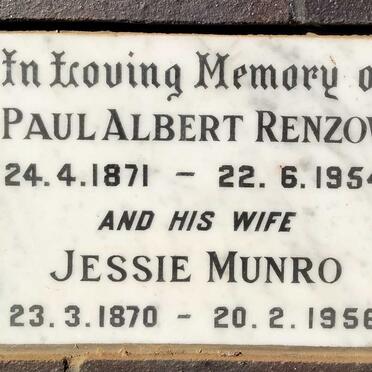 In Loving Memory o
PAUL ALBERT RENZOW
24.4.1871 – 22.6.1954
AND HIS WIFE
JESSIE MUNRO
23.3.1870 – 20.2.1956